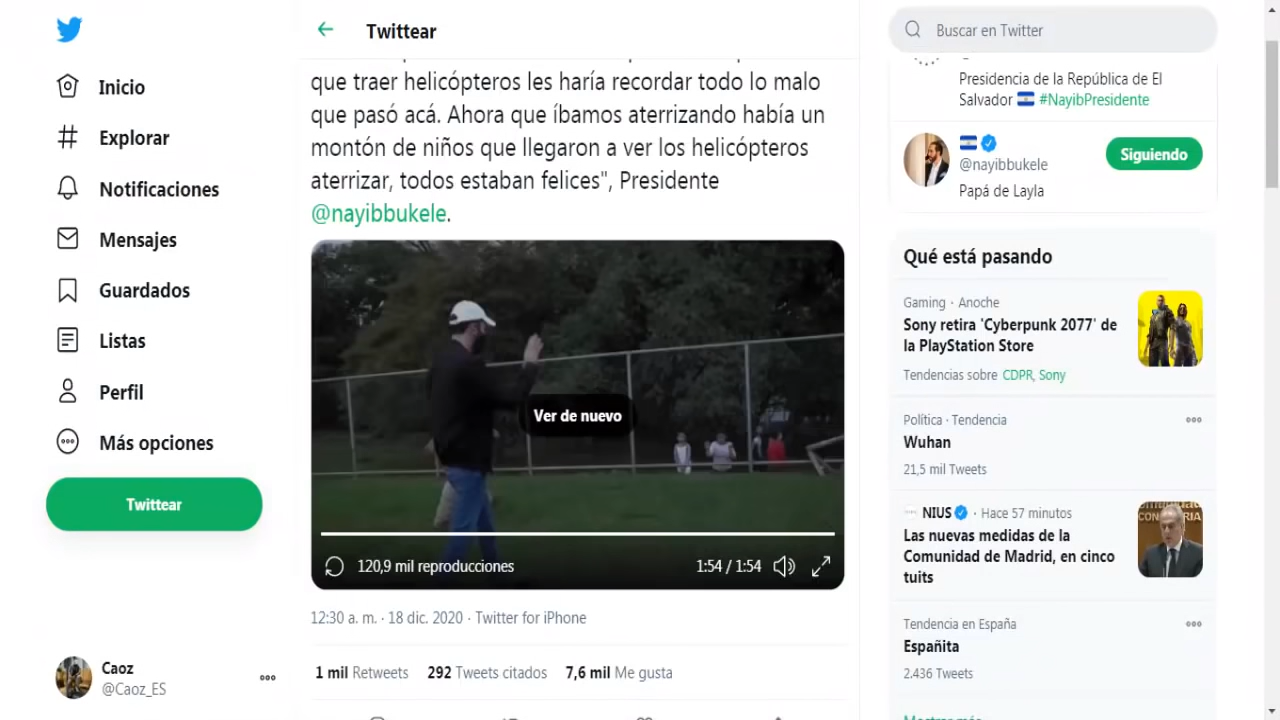 Inicio
Explorar
Notificaciones
Mensajes
Guardados
Listas
Perfil
Más opciones
Twittear
Caoz
@Caoz_ES
Twittear
que traer helicópteros les haría recordar todo lo malo
que pasó acá. Ahora que íbamos aterrizando había un
montón de niños que llegaron a ver los helicópteros
aterrizar, todos estaban felices", Presidente
@nayibbukele.
Ver de nuevo
120,9 mil reproducciones
1:54 / 1:54
12:30 a. m. · 18 dic. 2020 · Twitter for iPhone
1 mil Retweets 292 Tweets citados 7,6 mil Me gusta
Buscar en Twitter
Presidencia de la República de El
Salvador 🇸🇻 #NayibPresidente
🇸🇻
@nayibbukele
Siguiendo
Papá de Layla
Qué está pasando
Gaming · Anoche
Sony retira 'Cyberpunk 2077' de
la PlayStation Store
Tendencias sobre CDPR, Sony
Política · Tendencia
Wuhan
21,5 mil Tweets
NIUS · Hace 57 minutos
Las nuevas medidas de la
Comunidad de Madrid, en cinco
tuits
Tendencia en España
Españita
2.436 Tweets